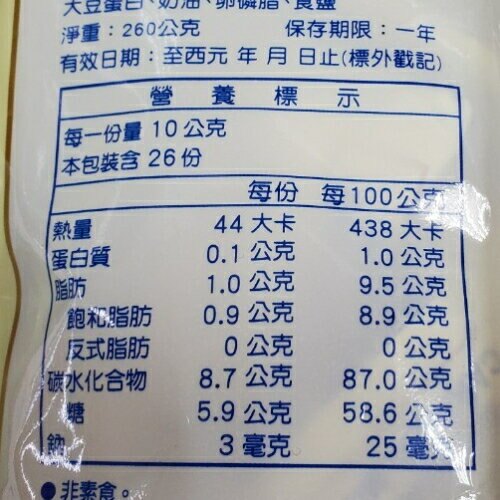 大豆蛋白、奶油、卵磷脂、食鹽
淨重：260公克 保存期限：一年
有效日期：至西元 年 月 日止(標外戳記)
營 養 標 示
每一份量 10 公克
本包裝含 26 份
每份 每100公克
熱量 44 大卡 438 大卡
蛋白質 0.1 公克 1.0 公克
脂肪 1.0 公克 9.5 公克
飽和脂肪 0.9 公克 8.9 公克
反式脂肪 0 公克 0 公克
碳水化合物 8.7 公克 87.0 公克
糖 5.9 公克 58.6 公克
鈉 3 毫克 25 毫克
●非素食。